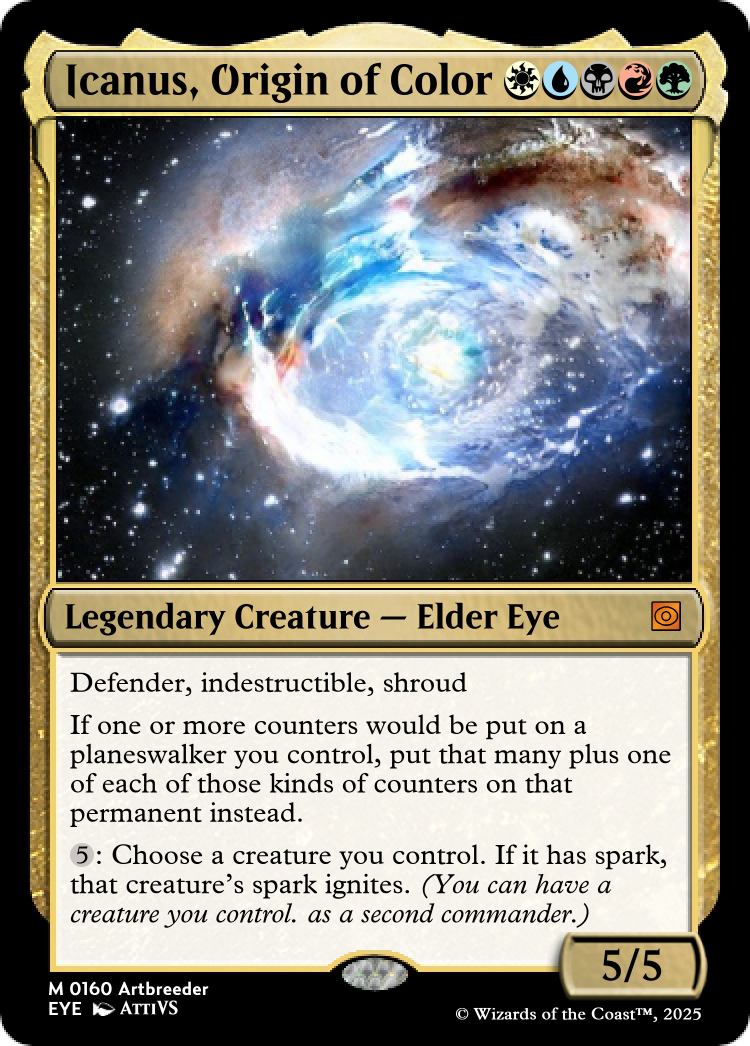 Icanus, Origin of Color
Legendary Creature — Elder Eye
Defender, indestructible, shroud
If one or more counters would be put on a
planeswalker you control, put that many plus one
of each of those kinds of counters on that
permanent instead.
5: Choose a creature you control. If it has spark,
that creature’s spark ignites. (You can have a
creature you control. as a second commander.)
5/5
M 0160 Artbreeder
EYE AttiVS
© Wizards of the Coast™, 2025